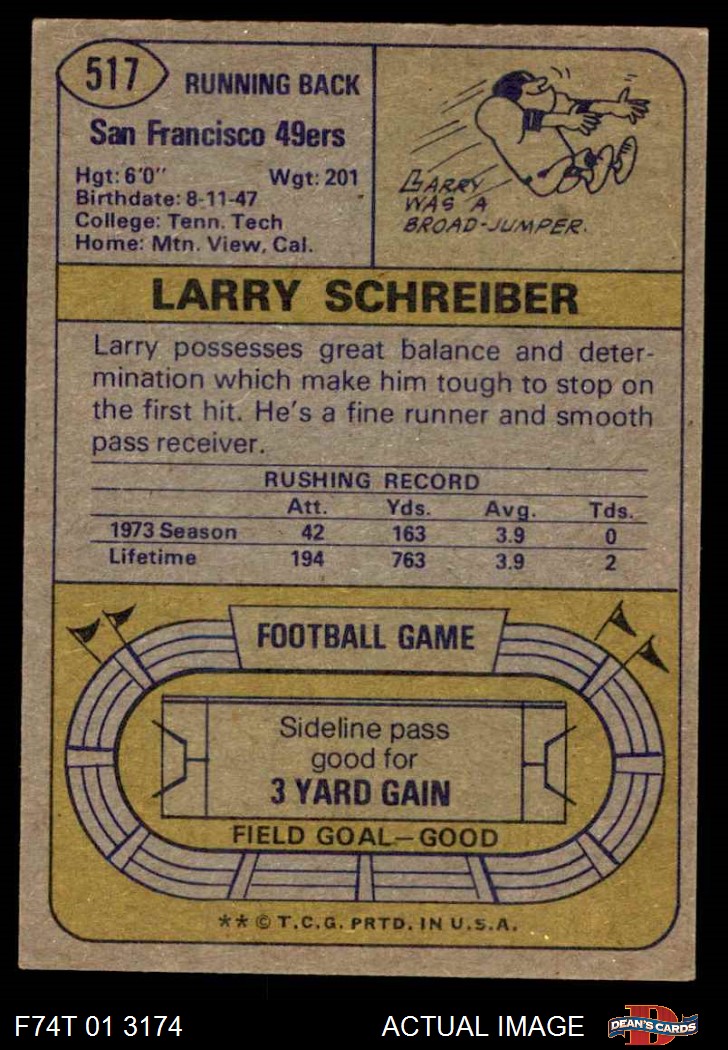 517
RUNNING BACK
San Francisco 49ers
Hgt: 6'0" Wgt: 201
Birthdate: 8-11-47
College: Tenn. Tech
Home: Mtn. View, Cal.
LARRY
WAS A
BROAD-JUMPER.
LARRY SCHREIBER
Larry possesses great balance and deter-
mination which make him tough to stop on
the first hit. He's a fine runner and smooth
pass receiver.
RUSHING RECORD
Att. Yds. Avg. Tds.
1973 Season 42 163 3.9 0
Lifetime 194 763 3.9 2
FOOTBALL GAME
Sideline pass
good for
3 YARD GAIN
FIELD GOAL—GOOD
** © T.C.G. PRTD. IN U.S.A.
F74T 01 3174 ACTUAL IMAGE
D
DEAN'S CARDS